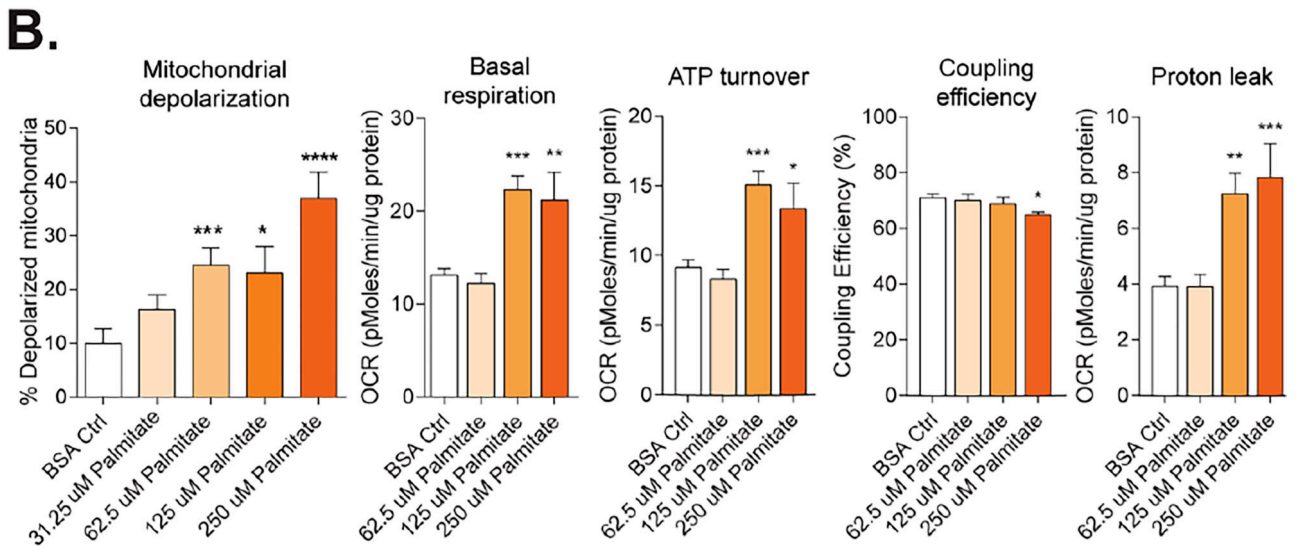 B.
Mitochondrial
depolarization
% Depolarized mitochondria
50
40
30
20
10
0
***
*
****
BSA Ctrl
31.25 uM Palmitate
62.5 uM Palmitate
125 uM Palmitate
250 uM Palmitate
Basal
respiration
OCR (pMoles/min/ug protein)
30
20
10
0
***
**
BSA Ctrl
62.5 uM Palmitate
125 uM Palmitate
250 uM Palmitate
ATP turnover
OCR (pMoles/min/ug protein)
20
15
10
5
0
***
*
BSA Ctrl
62.5 uM Palmitate
125 uM Palmitate
250 uM Palmitate
Coupling
efficiency
Coupling Efficiency (%)
100
80
60
40
20
0
*
BSA Ctrl
62.5 uM Palmitate
125 uM Palmitate
250 uM Palmitate
Proton leak
OCR (pMoles/min/ug protein)
10
8
6
4
2
0
**
***
BSA Ctrl
62.5 uM Palmitate
125 uM Palmitate
250 uM Palmitate